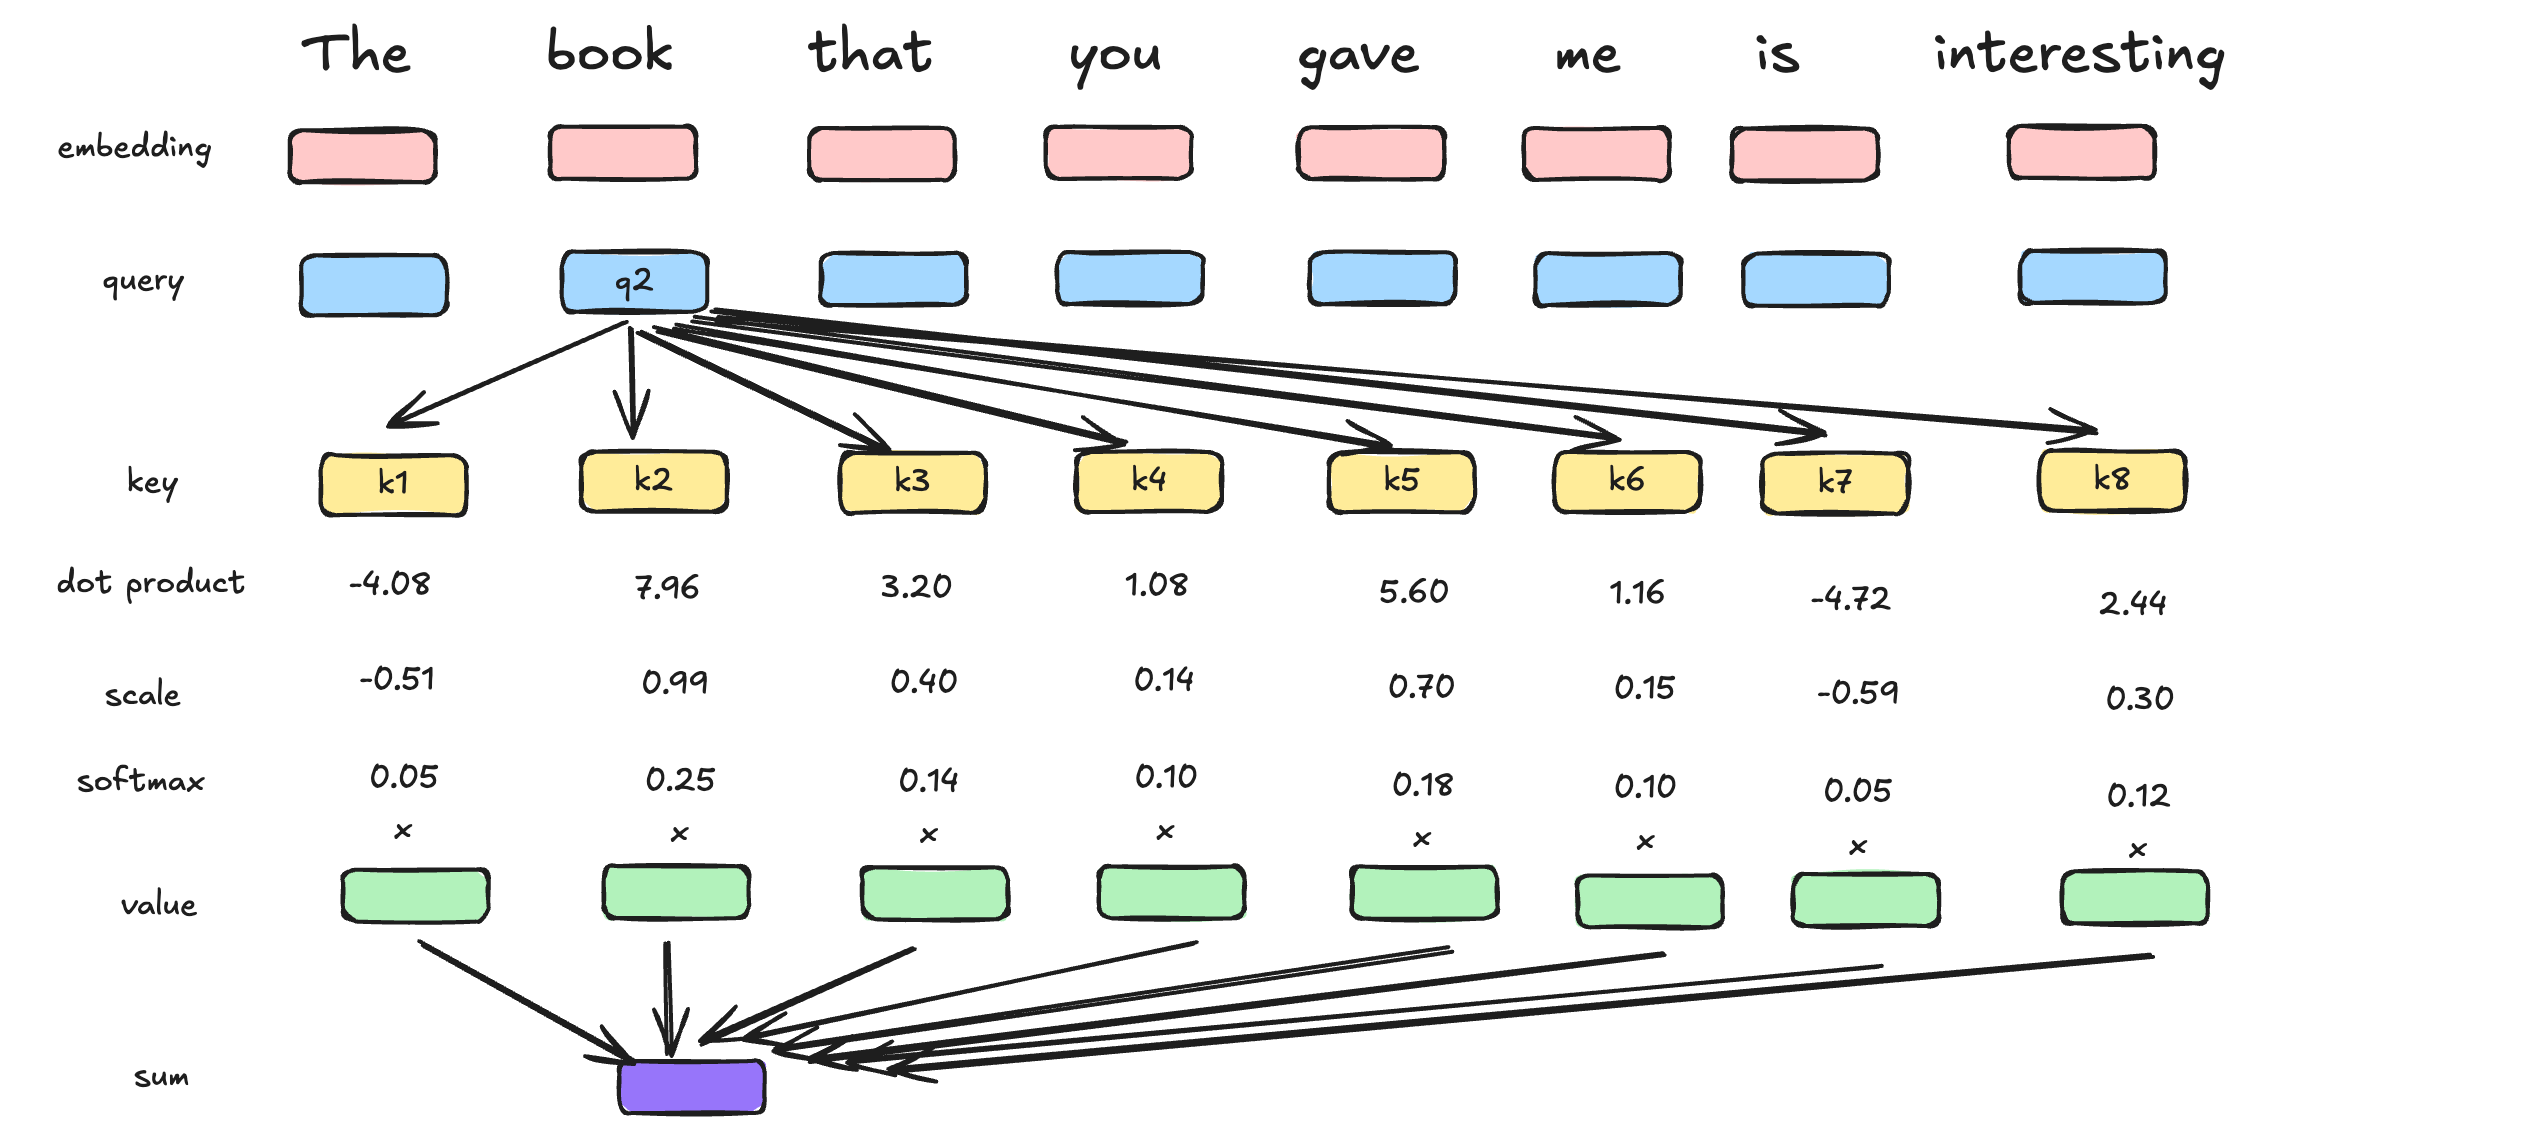 The book that you gave me is interesting
embedding
query q2
key k1 k2 k3 k4 k5 k6 k7 k8
dot product -4.08 7.96 3.20 1.08 5.60 1.16 -4.72 2.44
scale -0.51 0.99 0.40 0.14 0.70 0.15 -0.59 0.30
softmax 0.05 0.25 0.14 0.10 0.18 0.10 0.05 0.12
x x x x x x x x
value
sum